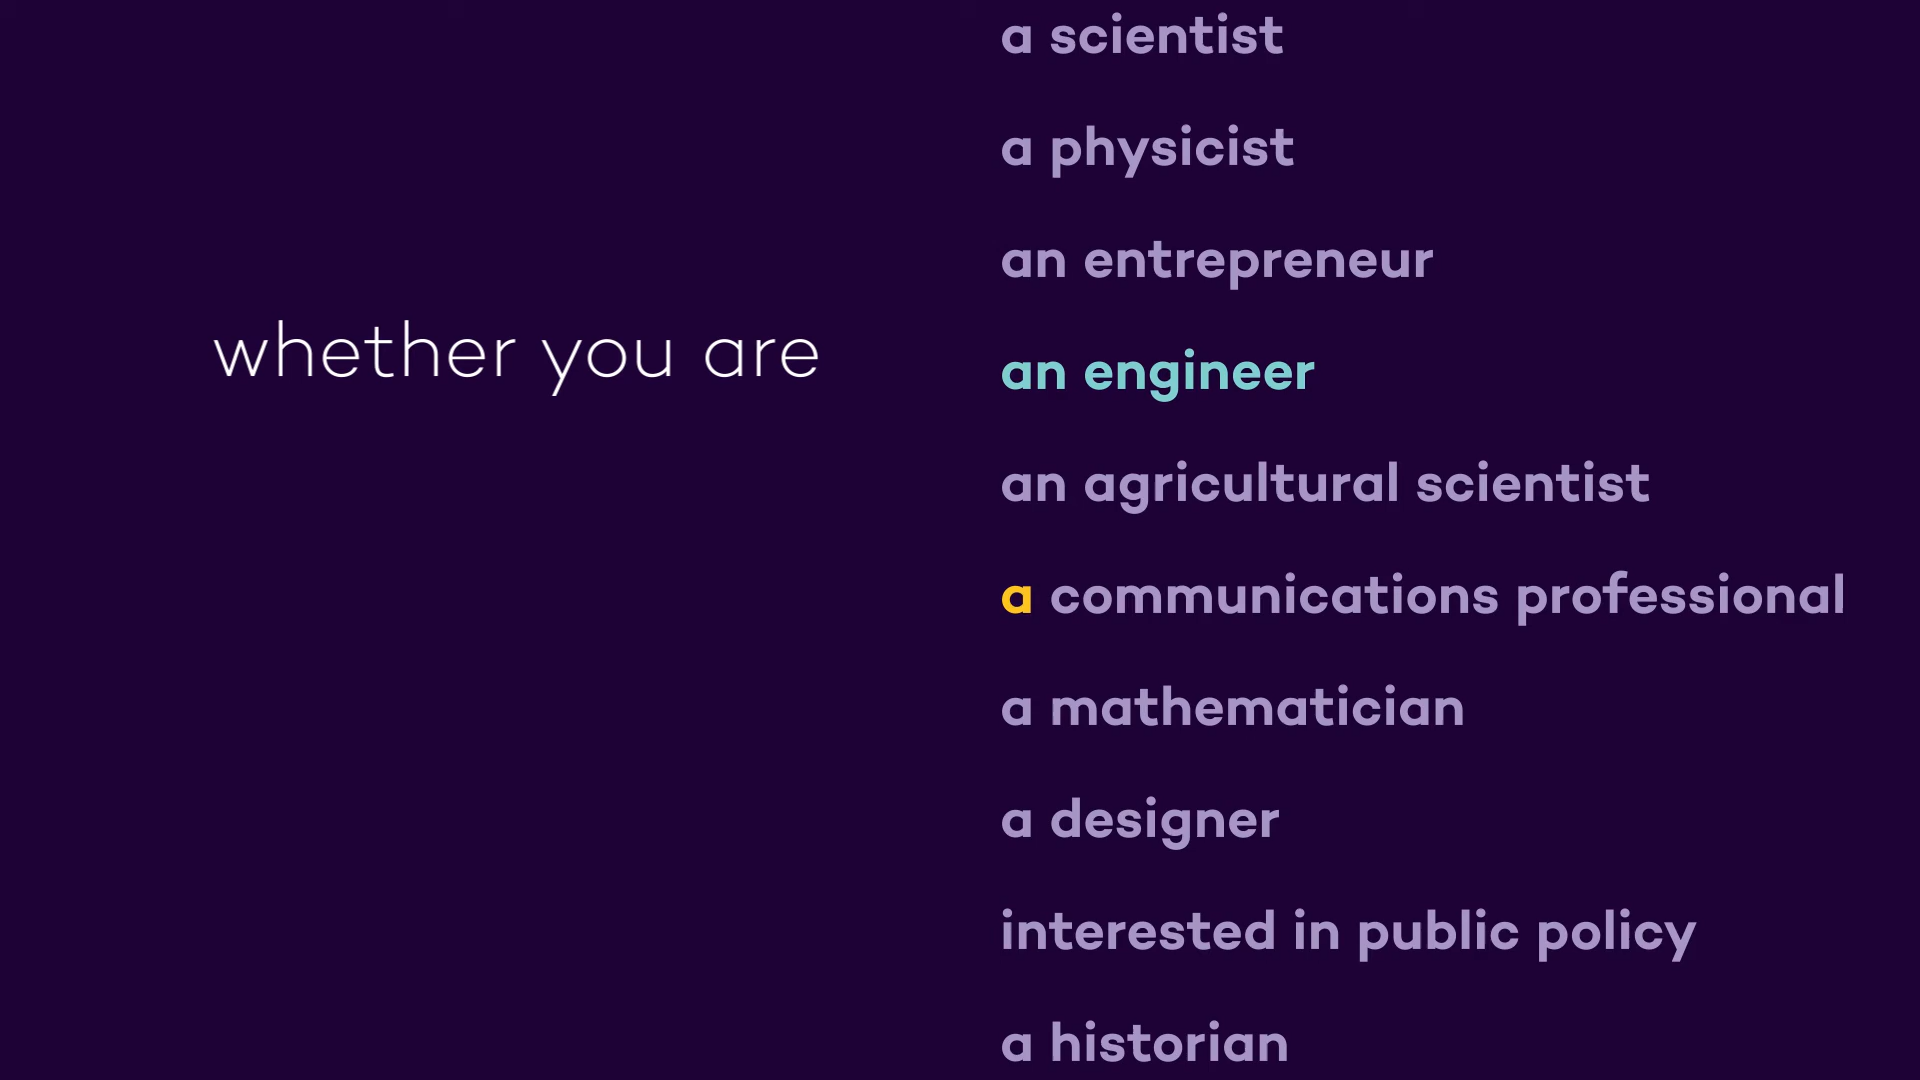 whether you are
a scientist
a physicist
an entrepreneur
an engineer
an agricultural scientist
a communications professional
a mathematician
a designer
interested in public policy
a historian